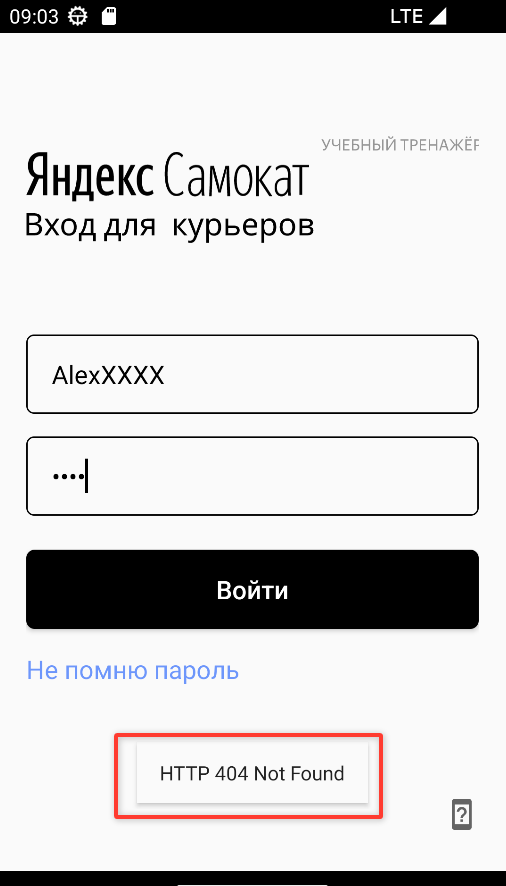 09:03 LTE
УЧЕБНЫЙ ТРЕНАЖЁР
Яндекс Самокат
Вход для курьеров
AlexXXXX
••••
Войти
Не помню пароль
HTTP 404 Not Found
?